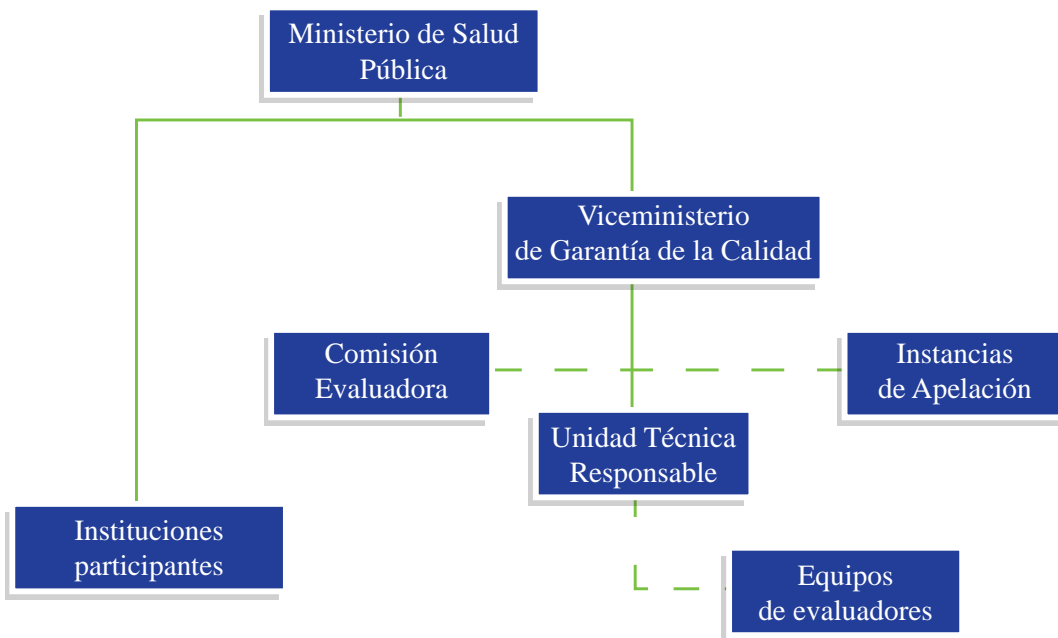 Ministerio de Salud
Pública
Viceministerio
de Garantía de la Calidad
Comisión
Evaluadora
Instancias
de Apelación
Unidad Técnica
Responsable
Instituciones
participantes
Equipos
de evaluadores